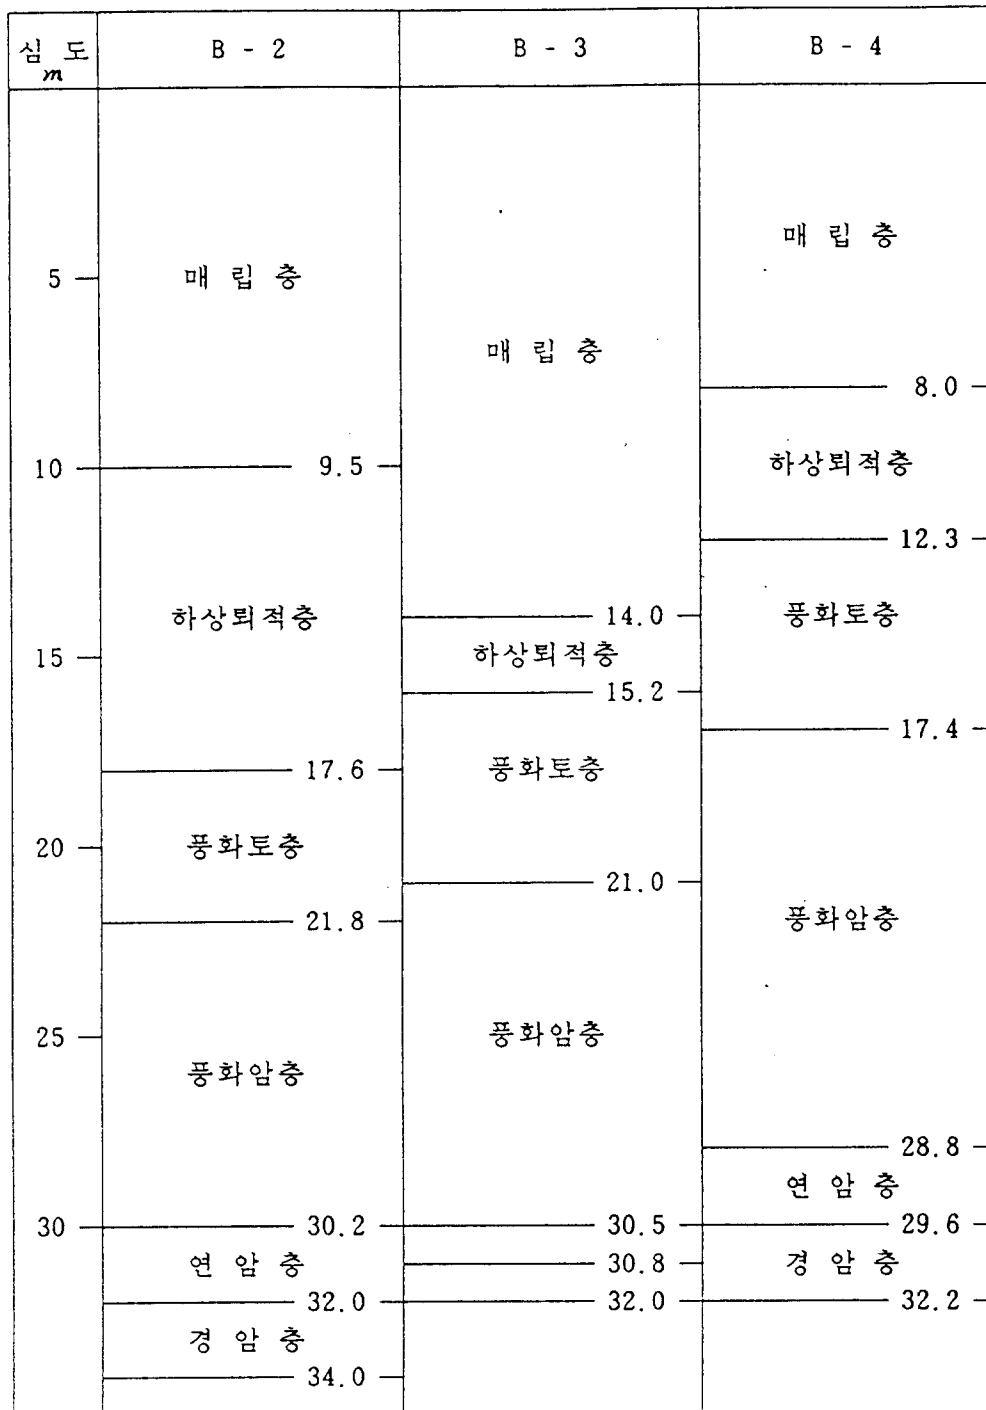 심 도 B - 2 B - 3 B - 4
m
매 립 층
5 매 립 층
매 립 층
8.0
10 9.5 하상퇴적층
12.3
하상퇴적층 14.0 풍화토층
15 하상퇴적층
15.2
17.4
17.6 풍화토층
20 풍화토층
21.0
21.8 풍화암층
25 풍화암층
풍화암층
28.8
연 암 층
30 30.2 30.5 29.6
연 암 층 30.8 경 암 층
32.0 32.0 32.2
경 암 층
34.0